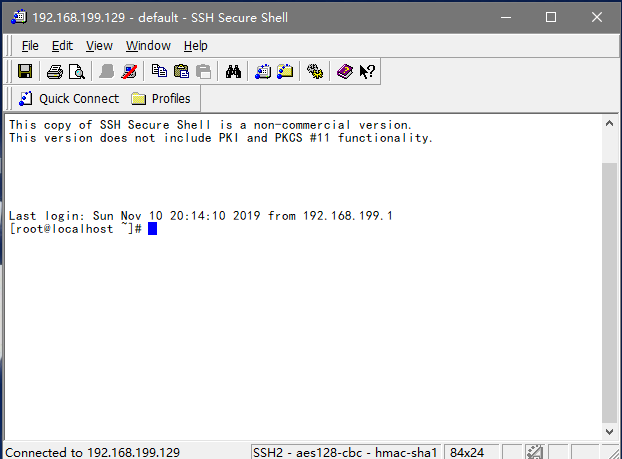 192.168.199.129 - default - SSH Secure Shell
File Edit View Window Help
Quick Connect Profiles
This copy of SSH Secure Shell is a non-commercial version.
This version does not include PKI and PKCS #11 functionality.
Last login: Sun Nov 10 20:14:10 2019 from 192.168.199.1
[root@localhost ~]#
Connected to 192.168.199.129 SSH2 - aes128-cbc - hmac-sha1 84x24